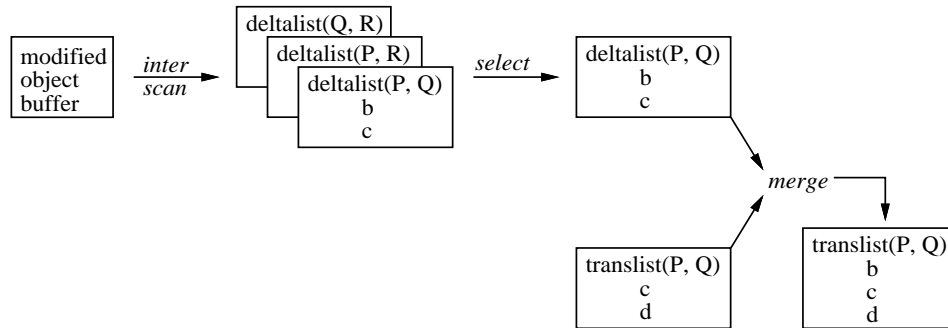 modified
object
buffer
inter
scan
deltalist(Q, R)
deltalist(P, R)
deltalist(P, Q)
b
c
select
deltalist(P, Q)
b
c
merge
translist(P, Q)
c
d
translist(P, Q)
b
c
d